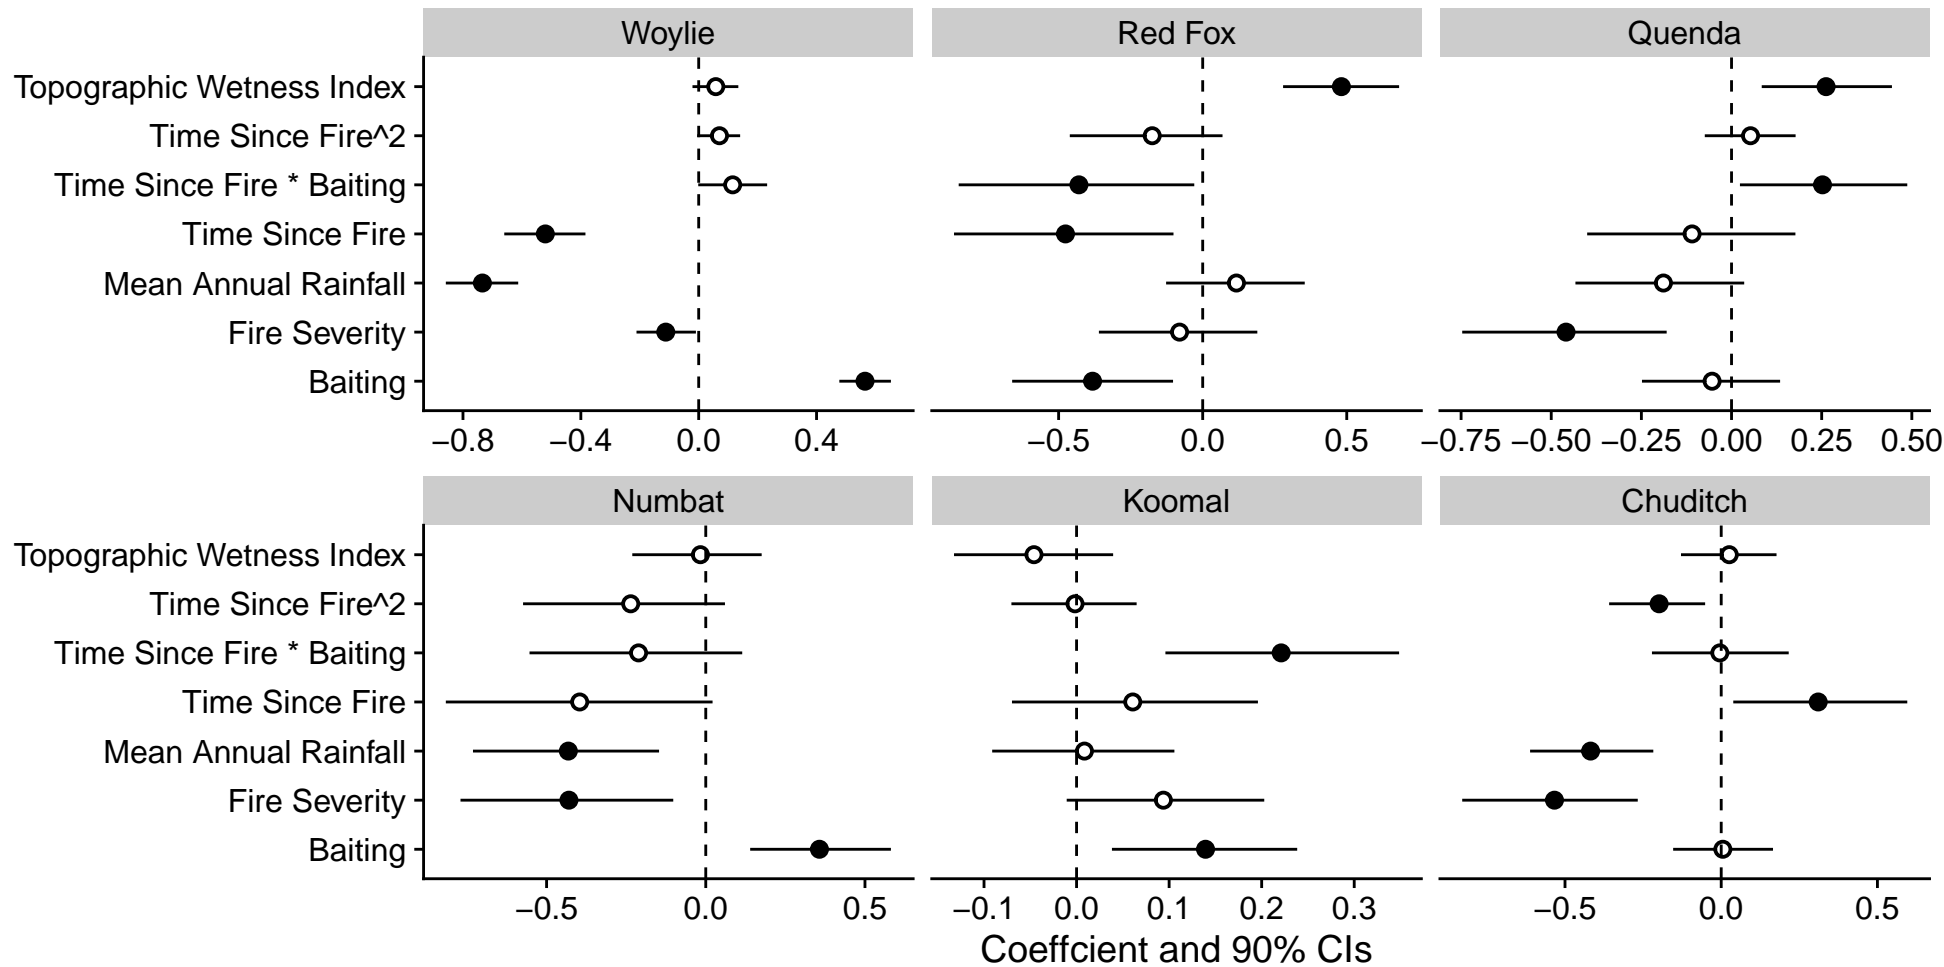 Woylie
Red Fox
Quenda
Topographic Wetness Index
Time Since Fire^2
Time Since Fire * Baiting
Time Since Fire
Mean Annual Rainfall
Fire Severity
Baiting
−0.8 −0.4 0.0 0.4
−0.5 0.0 0.5
−0.75 −0.50 −0.25 0.00 0.25 0.50
Numbat
Koomal
Chuditch
Topographic Wetness Index
Time Since Fire^2
Time Since Fire * Baiting
Time Since Fire
Mean Annual Rainfall
Fire Severity
Baiting
−0.5 0.0 0.5
−0.1 0.0 0.1 0.2 0.3
−0.5 0.0 0.5
Coeffcient and 90% CIs